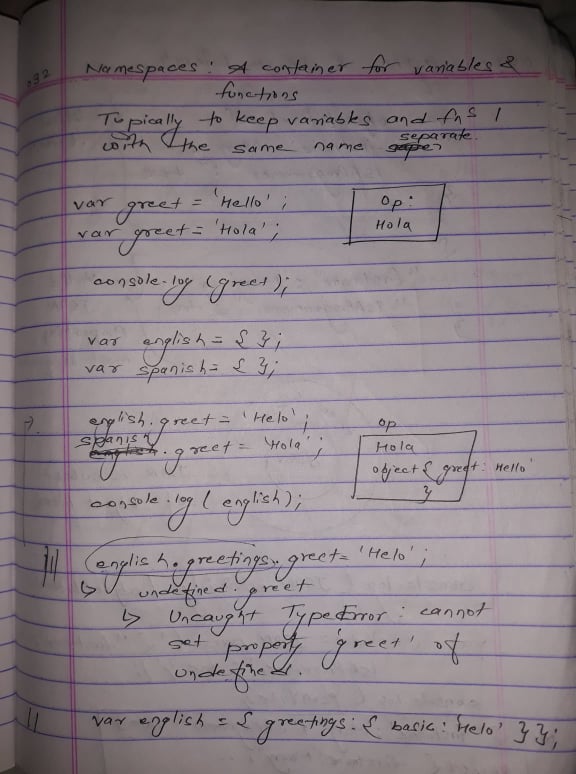 032
Namespaces : A container for variables &
functions
Typically to keep variables and fns
with the same name separate.
var greet = 'Hello' ;
var greet = 'Hola' ;
Op :
Hola
console.log (greet);
var english = { };
var spanish = { };
english.greet = 'Helo' ;
spanish.greet = 'Hola' ;
op
Hola
object { greet : Hello'
}
console.log ( english);
english.greetings.greet = 'Helo' ;
↳ undefined.greet
↳ Uncaught TypeError : cannot
set property 'greet' of
undefined.
var english = { greetings : { basic : 'Helo' } };